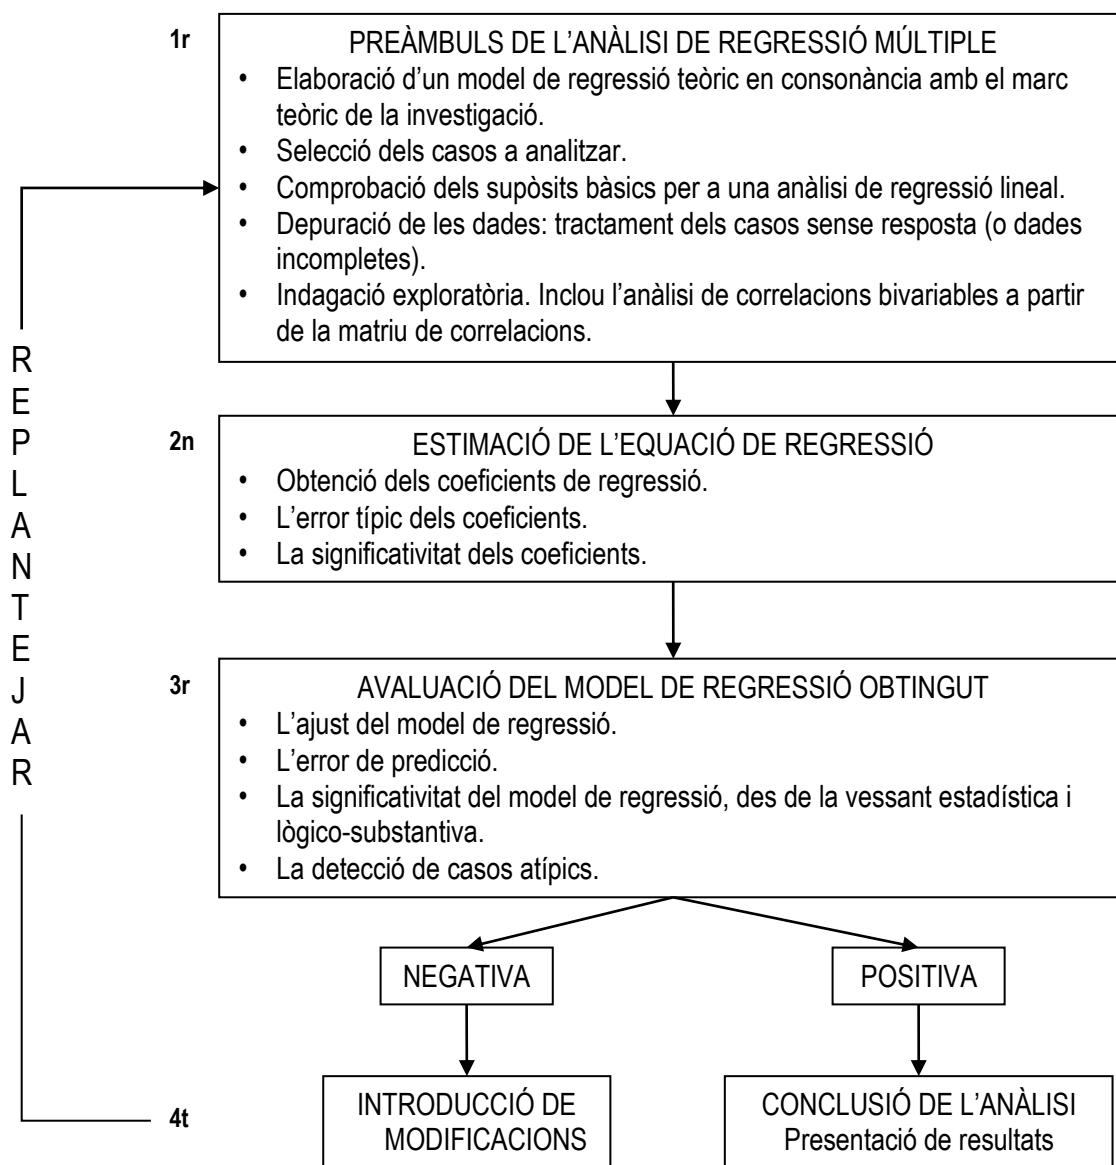 1r
PREÀMBULS DE L’ANÀLISI DE REGRESSIÓ MÚLTIPLE
• Elaboració d’un model de regressió teòric en consonància amb el marc
teòric de la investigació.
• Selecció dels casos a analitzar.
• Comprobació dels supòsits bàsics per a una anàlisi de regressió lineal.
• Depuració de les dades: tractament dels casos sense resposta (o dades
incompletes).
• Indagació exploratòria. Inclou l’anàlisi de correlacions bivariables a partir
de la matriu de correlacions.
R
E
P
L
A
N
T
E
J
A
R
2n
ESTIMACIÓ DE L’EQUACIÓ DE REGRESSIÓ
• Obtenció dels coeficients de regressió.
• L’error típic dels coeficients.
• La significativitat dels coeficients.
3r
AVALUACIÓ DEL MODEL DE REGRESSIÓ OBTINGUT
• L’ajust del model de regressió.
• L’error de predicció.
• La significativitat del model de regressió, des de la vessant estadística i
lògico-substantiva.
• La detecció de casos atípics.
NEGATIVA
POSITIVA
4t
INTRODUCCIÓ DE
MODIFICACIONS
CONCLUSIÓ DE L’ANÀLISI
Presentació de resultats